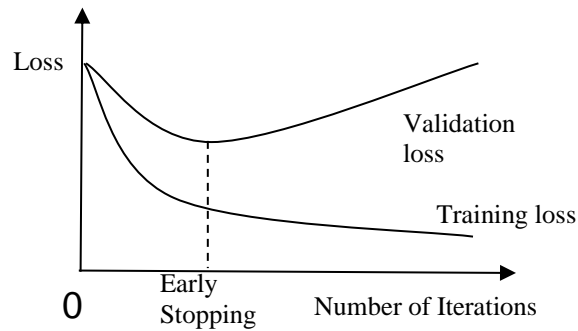 Loss
Validation
loss
Training loss
0
Early
Stopping
Number of Iterations